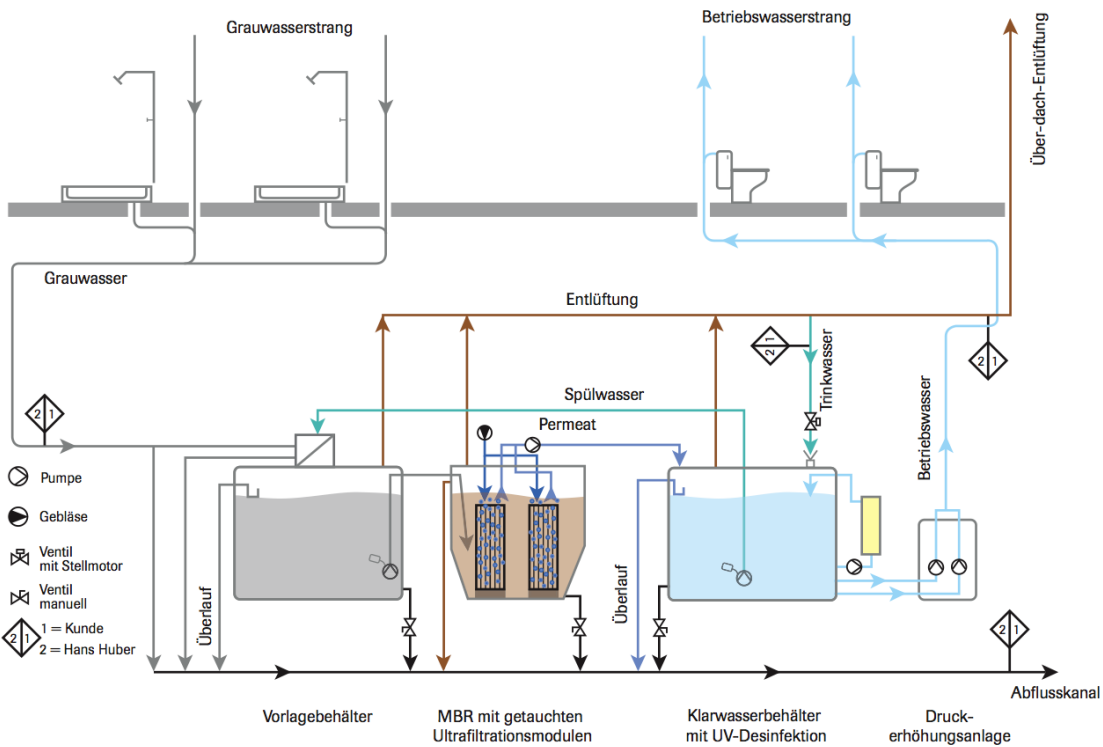 Grauwasserstrang
Betriebswasserstrang
Über-dach-Entlüftung
Grauwasser
Entlüftung
2 1
Trinkwasser
2 1
Spülwasser
Permeat
Betriebswasser
2 1
Pumpe
Gebläse
Ventil
mit Stellmotor
Ventil
manuell
2 1
1 = Kunde
2 = Hans Huber
Überlauf
Überlauf
2 1
Abflusskanal
Vorlagebehälter
MBR mit getauchten
Ultrafiltrationsmodulen
Klarwasserbehälter
mit UV-Desinfektion
Druck-
erhöhungsanlage